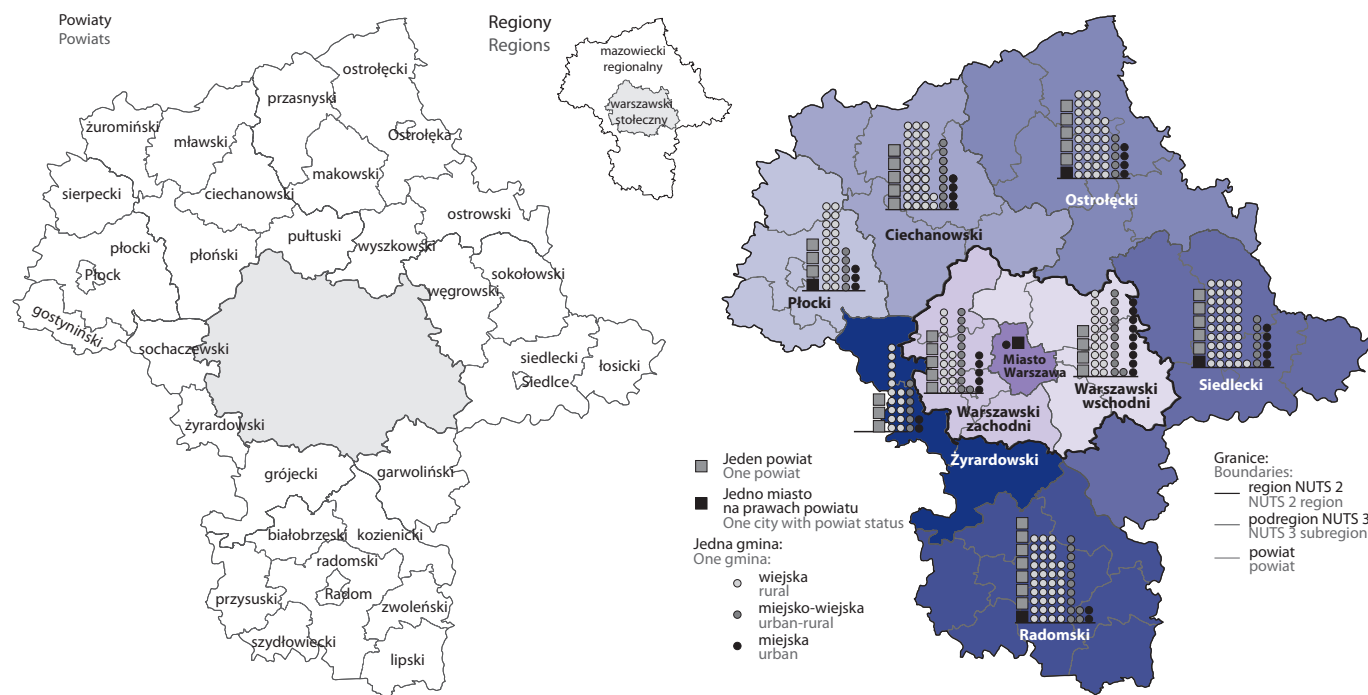 Powiaty
Powiats
Regiony
Regions
mazowiecki
regionalny
warszawski
stołeczny
ostrołęcki
przasnyski
żuromiński
mławski
Ostrołęka
makowski
sierpecki
ciechanowski
ostrowski
pułtuski
wyszkowski
płocki
płoński
sokołowski
Płock
węgrowski
gostyniński
sochaczewski
siedlecki
łosicki
Siedlce
żyrardowski
grójecki
garwoliński
białobrzeski
kozienicki
radomski
przysuski
Radom
zwoleński
szydłowiecki
lipski
Ostrołęcki
Ciechanowski
Płocki
Miasto
Warszawa
Warszawski
wschodni
Siedlecki
Warszawski
zachodni
Żyrardowski
Radomski
Jeden powiat
One powiat
Jedno miasto
na prawach powiatu
One city with powiat status
Jedna gmina:
One gmina:
wiejska
rural
miejsko-wiejska
urban-rural
miejska
urban
Granice:
Boundaries:
region NUTS 2
NUTS 2 region
podregion NUTS 3
NUTS 3 subregion
powiat
powiat